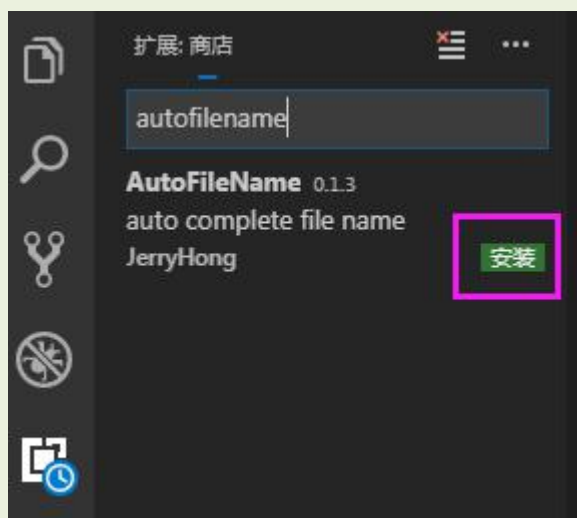 扩展: 商店
autofilename
AutoFileName 0.1.3
auto complete file name
JerryHong
安装